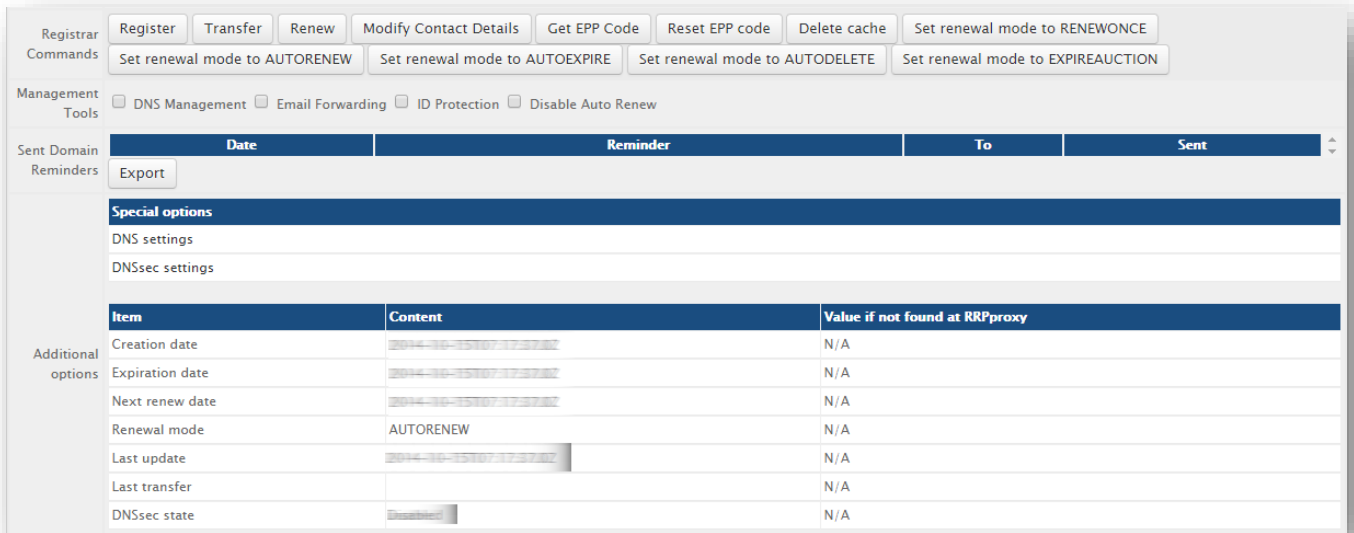 Registrar Commands
Register Transfer Renew Modify Contact Details Get EPP Code Reset EPP code Delete cache Set renewal mode to RENEWONCE
Set renewal mode to AUTORENEW Set renewal mode to AUTOEXPIRE Set renewal mode to AUTODELETE Set renewal mode to EXPIREAUCTION
Management Tools
DNS Management Email Forwarding ID Protection Disable Auto Renew
Sent Domain Reminders
Date Reminder To Sent
Export
Additional options
Special options
DNS settings
DNSsec settings
Item Content Value if not found at RRPproxy
Creation date N/A
Expiration date N/A
Next renew date N/A
Renewal mode AUTORENEW N/A
Last update N/A
Last transfer N/A
DNSsec state N/A